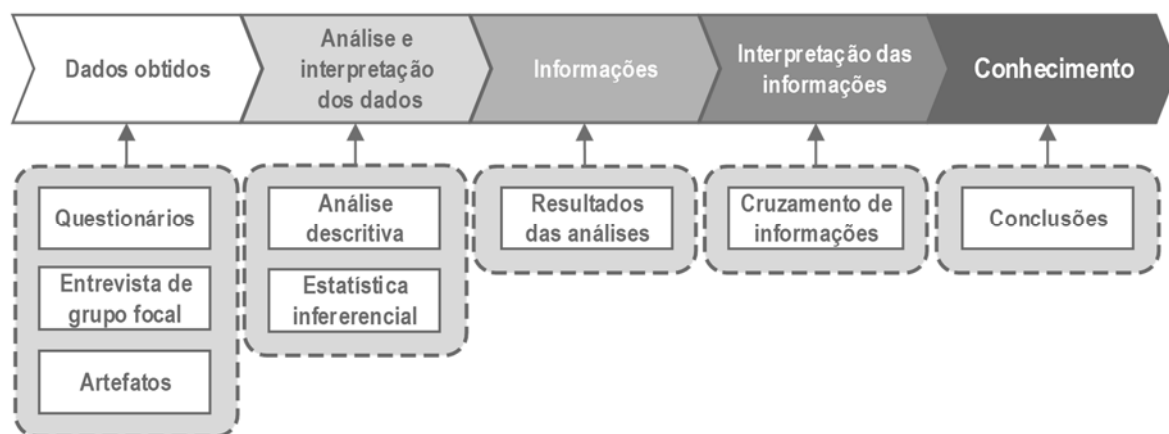 Dados obtidos
Análise e
interpretação
dos dados
Informações
Interpretação das
informações
Conhecimento
Questionários
Entrevista de
grupo focal
Artefatos
Análise
descritiva
Estatística
infererencial
Resultados
das análises
Cruzamento de
informações
Conclusões